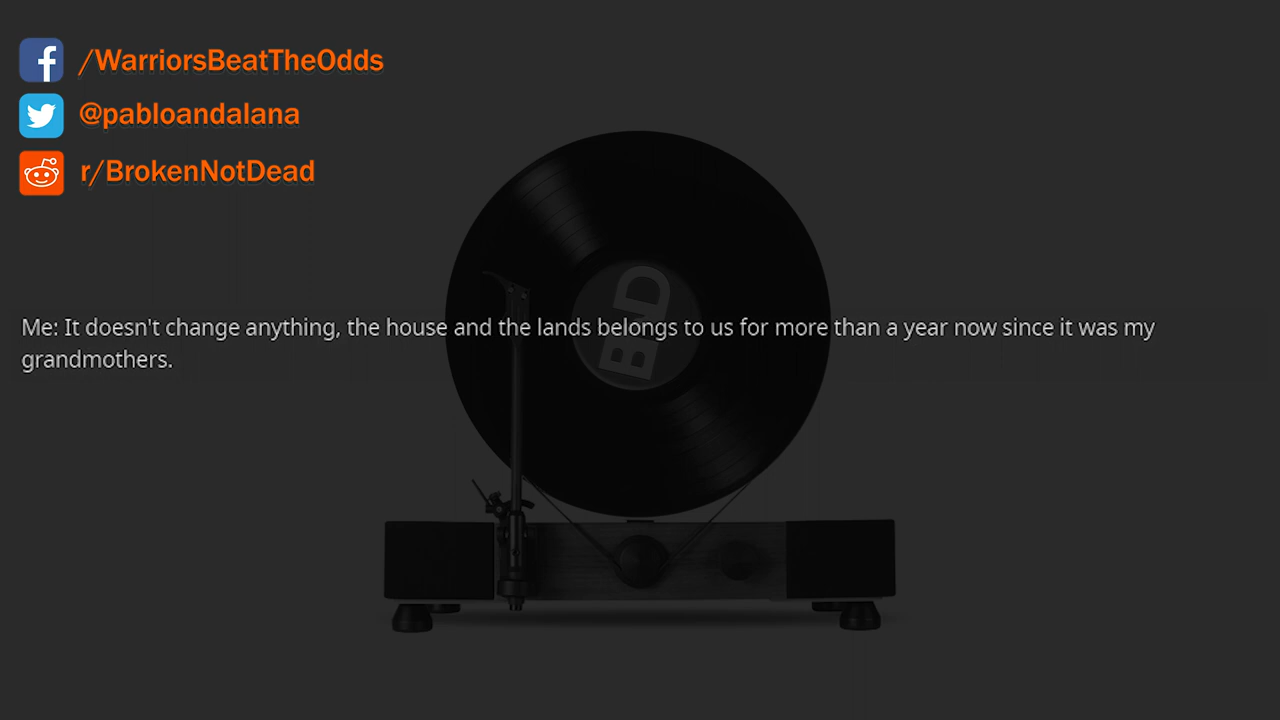 /WarriorsBeatTheOdds
@pabloandalana
r/BrokenNotDead
BND
Me: It doesn't change anything, the house and the lands belongs to us for more than a year now since it was my
grandmothers.